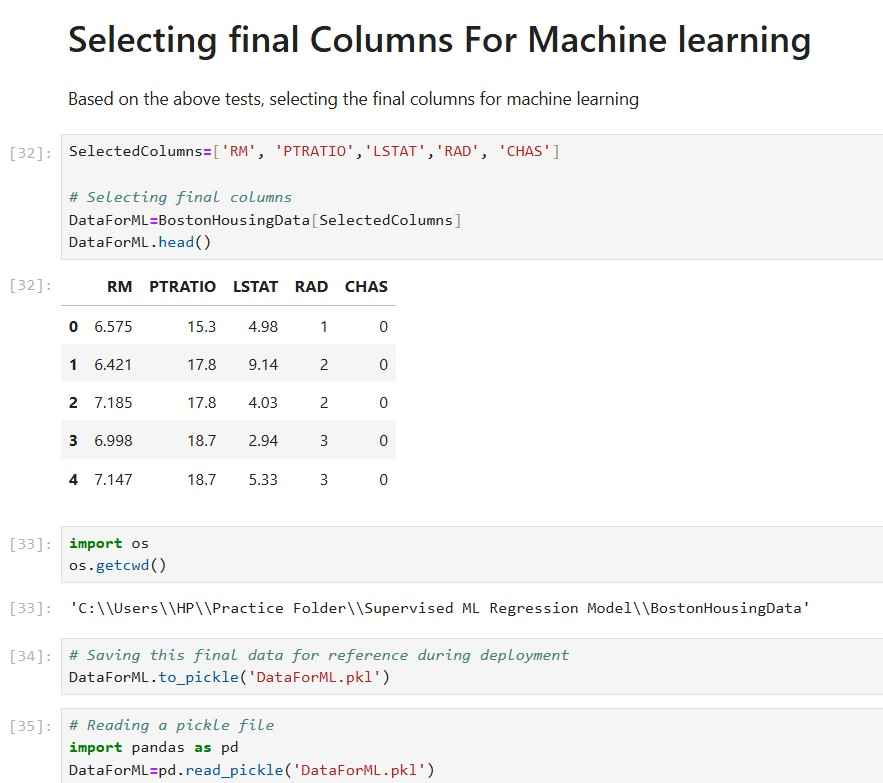 Selecting final Columns For Machine learning
Based on the above tests, selecting the final columns for machine learning
[32]: SelectedColumns=['RM', 'PTRATIO','LSTAT','RAD', 'CHAS']
# Selecting final columns
DataForML=BostonHousingData[SelectedColumns]
DataForML.head()
[32]: RM PTRATIO LSTAT RAD CHAS
0 6.575 15.3 4.98 1 0
1 6.421 17.8 9.14 2 0
2 7.185 17.8 4.03 2 0
3 6.998 18.7 2.94 3 0
4 7.147 18.7 5.33 3 0
[33]: import os
os.getcwd()
[33]: 'C:\\Users\\HP\\Practice Folder\\Supervised ML Regression Model\\BostonHousingData'
[34]: # Saving this final data for reference during deployment
DataForML.to_pickle('DataForML.pkl')
[35]: # Reading a pickle file
import pandas as pd
DataForML=pd.read_pickle('DataForML.pkl')